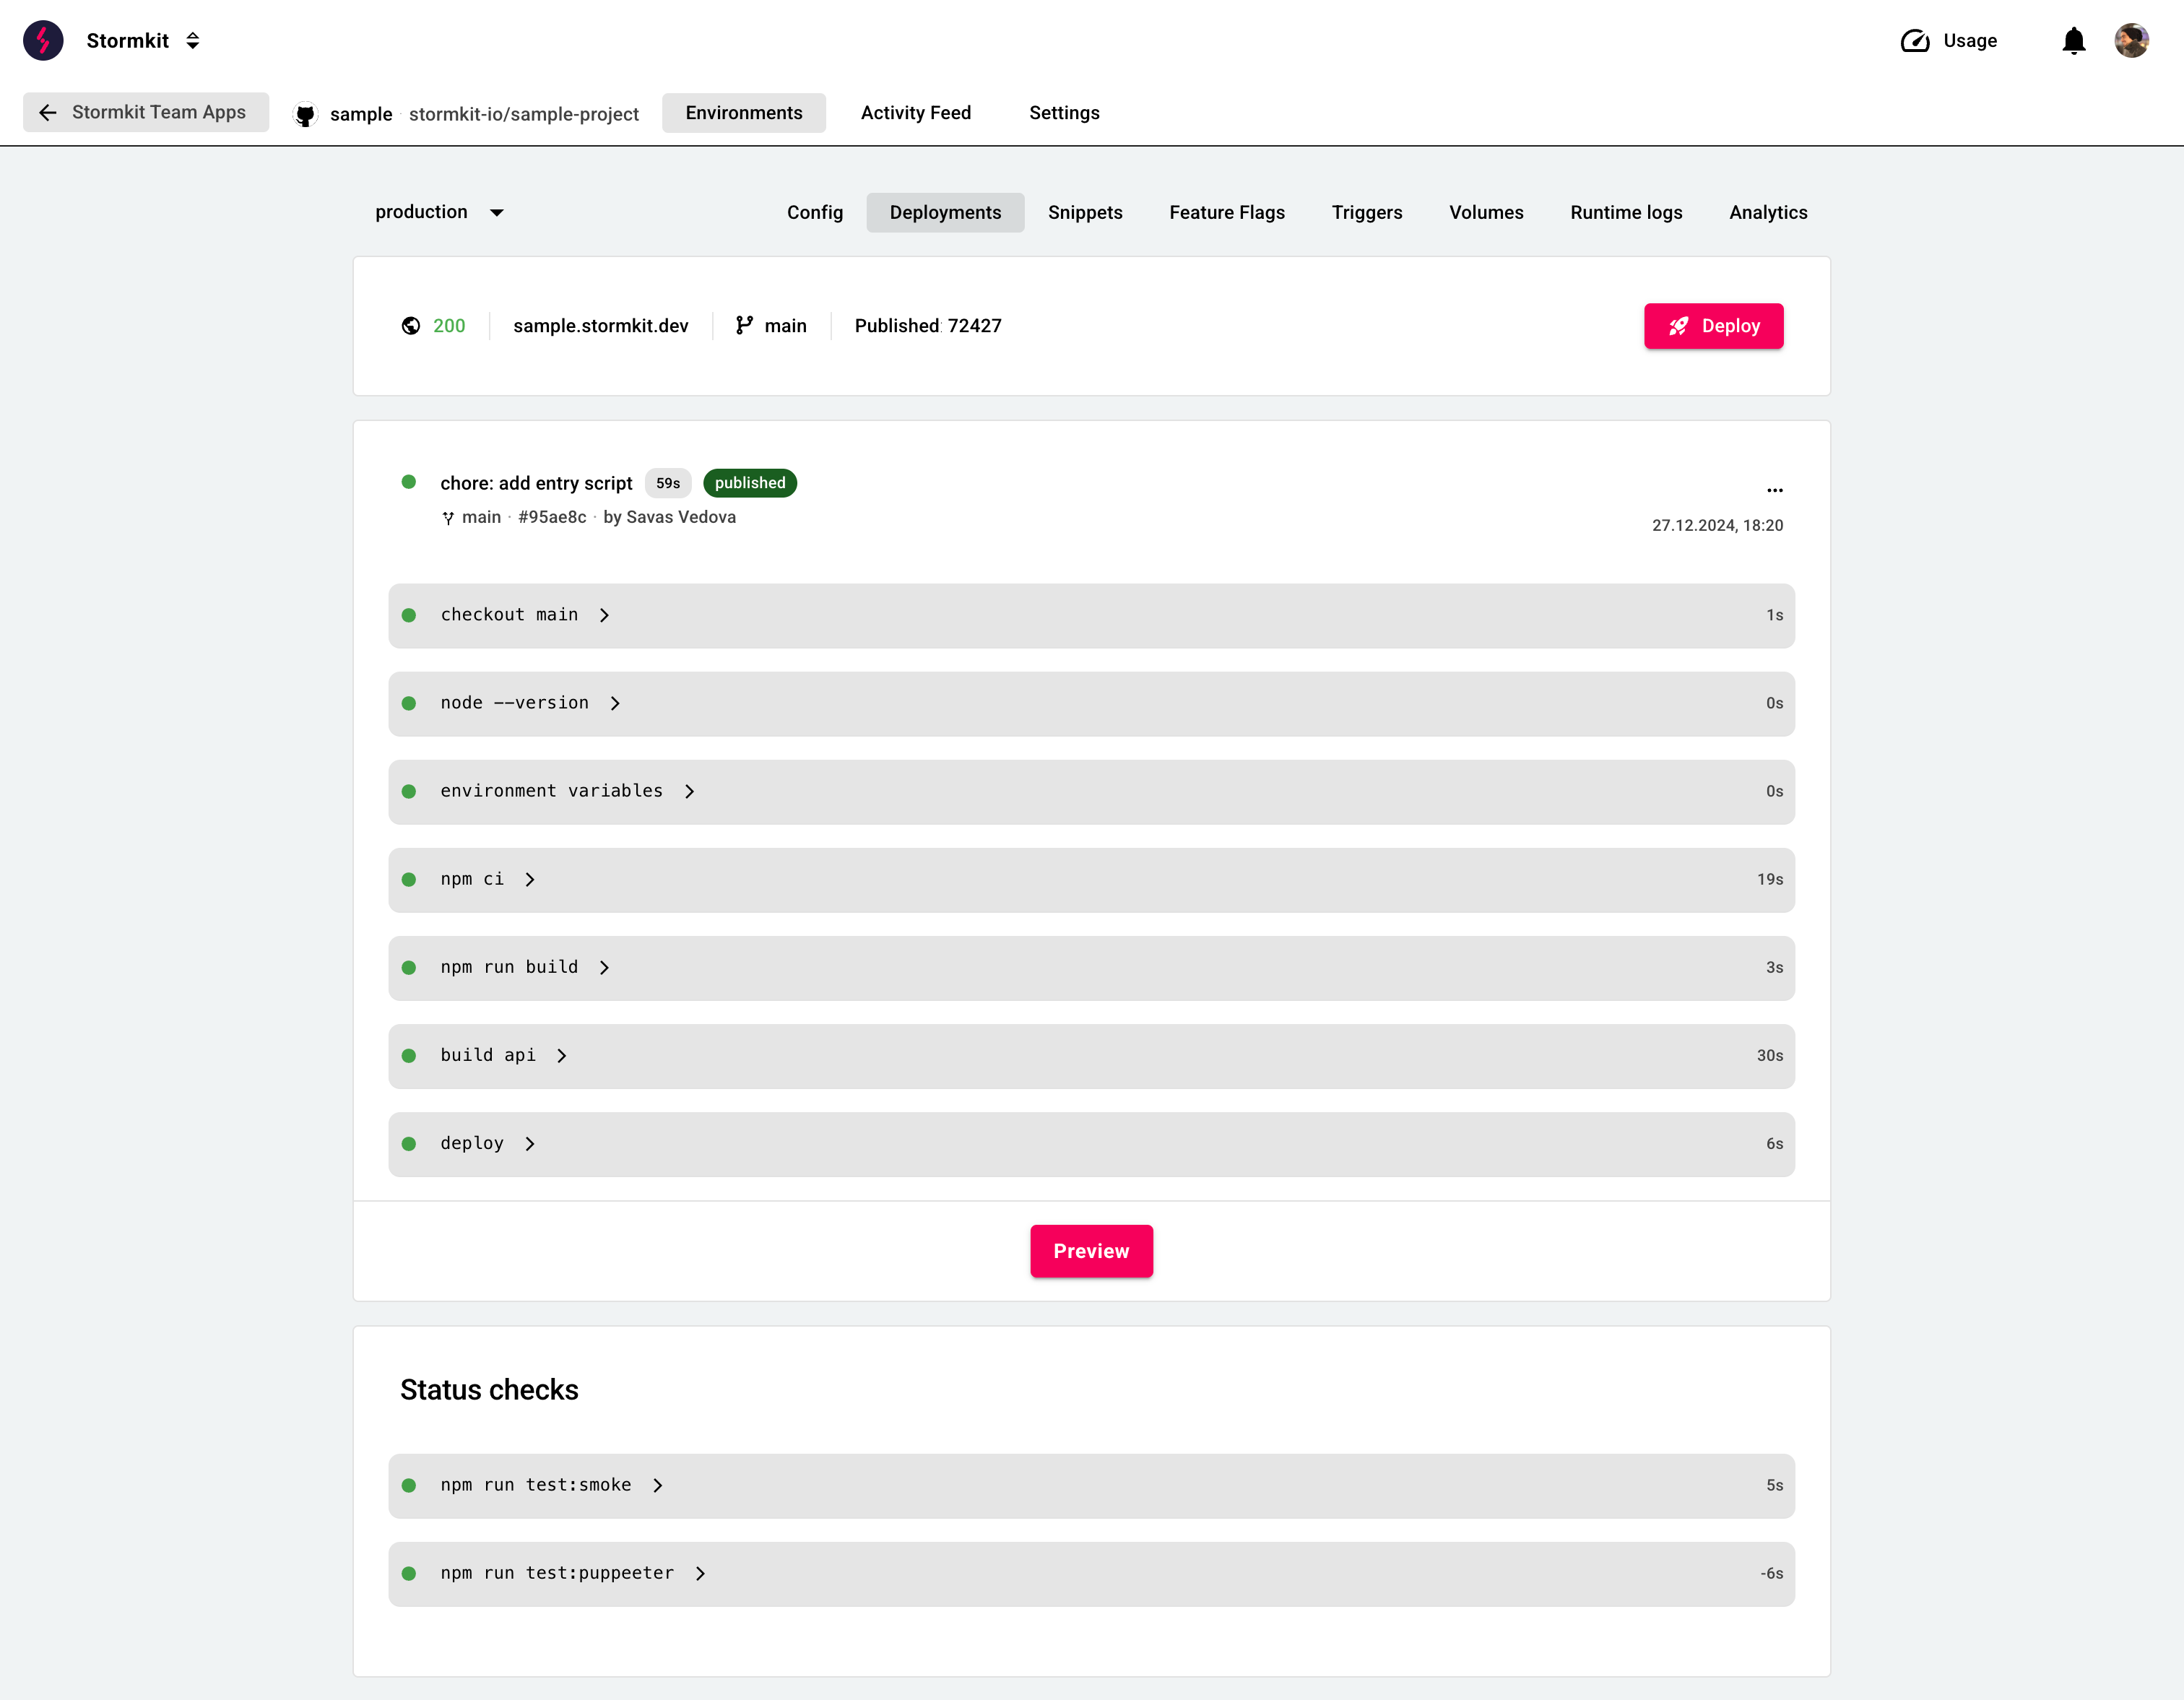 Stormkit
Usage
Stormkit Team Apps
sample · stormkit-io/sample-project
Environments
Activity Feed
Settings
production
Config
Deployments
Snippets
Feature Flags
Triggers
Volumes
Runtime logs
Analytics
200
sample.stormkit.dev
main
Published: 72427
Deploy
chore: add entry script 59s published
main · #95ae8c · by Savas Vedova
27.12.2024, 18:20
checkout main 1s
node --version 0s
environment variables 0s
npm ci 19s
npm run build 3s
build api 30s
deploy 6s
Preview
Status checks
npm run test:smoke 5s
npm run test:puppeeter -6s